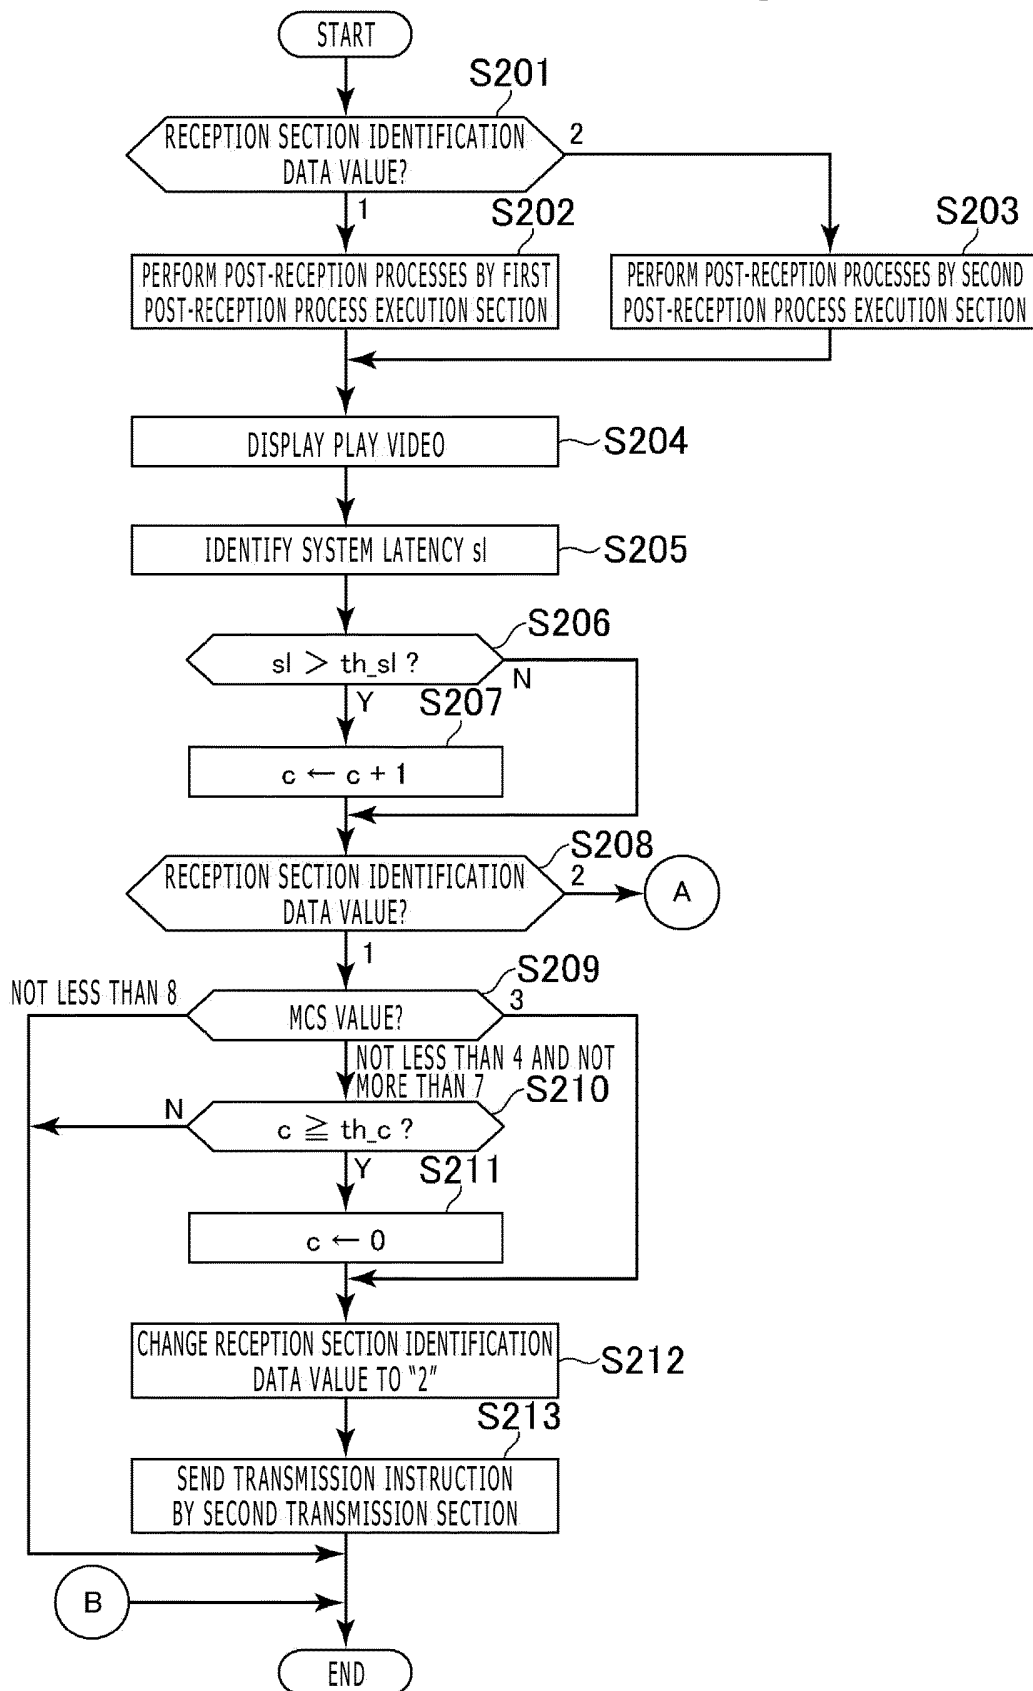 START
S201
RECEPTION SECTION IDENTIFICATION
DATA VALUE?
2
1
S202
S203
PERFORM POST-RECEPTION PROCESSES BY FIRST
POST-RECEPTION PROCESS EXECUTION SECTION
PERFORM POST-RECEPTION PROCESSES BY SECOND
POST-RECEPTION PROCESS EXECUTION SECTION
DISPLAY PLAY VIDEO
S204
IDENTIFY SYSTEM LATENCY sl
S205
S206
sl > th_sl ?
N
Y
S207
c ← c + 1
S208
RECEPTION SECTION IDENTIFICATION
DATA VALUE?
2
A
1
S209
NOT LESS THAN 8
MCS VALUE?
3
NOT LESS THAN 4 AND NOT
MORE THAN 7
S210
N
c ≧ th_c ?
Y
S211
c ← 0
CHANGE RECEPTION SECTION IDENTIFICATION
DATA VALUE TO “2”
S212
S213
SEND TRANSMISSION INSTRUCTION
BY SECOND TRANSMISSION SECTION
B
END